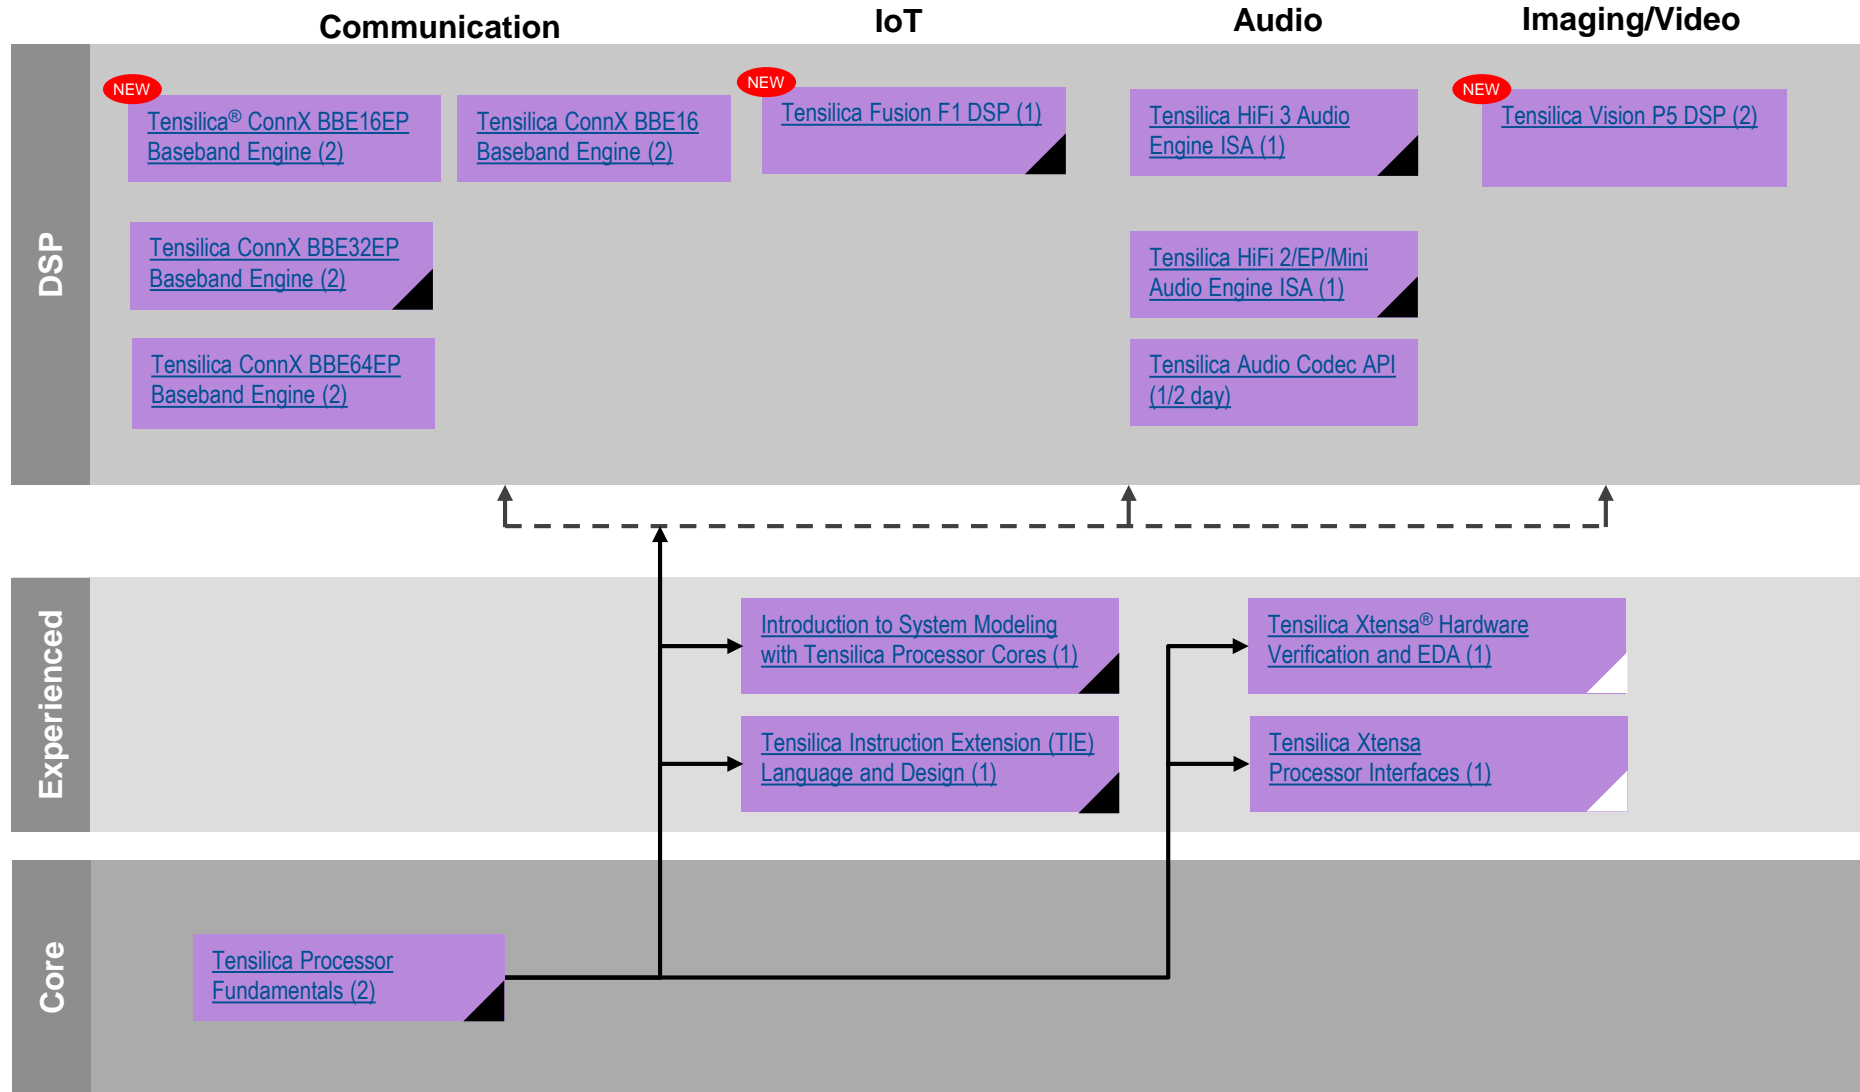 Communication
IoT
Audio
Imaging/Video
DSP
NEW
Tensilica® ConnX BBE16EP
Baseband Engine (2)
Tensilica ConnX BBE16
Baseband Engine (2)
NEW
Tensilica Fusion F1 DSP (1)
Tensilica HiFi 3 Audio
Engine ISA (1)
NEW
Tensilica Vision P5 DSP (2)
Tensilica ConnX BBE32EP
Baseband Engine (2)
Tensilica HiFi 2/EP/Mini
Audio Engine ISA (1)
Tensilica ConnX BBE64EP
Baseband Engine (2)
Tensilica Audio Codec API
(1/2 day)
Experienced
Introduction to System Modeling
with Tensilica Processor Cores (1)
Tensilica Xtensa® Hardware
Verification and EDA (1)
Tensilica Instruction Extension (TIE)
Language and Design (1)
Tensilica Xtensa
Processor Interfaces (1)
Core
Tensilica Processor
Fundamentals (2)